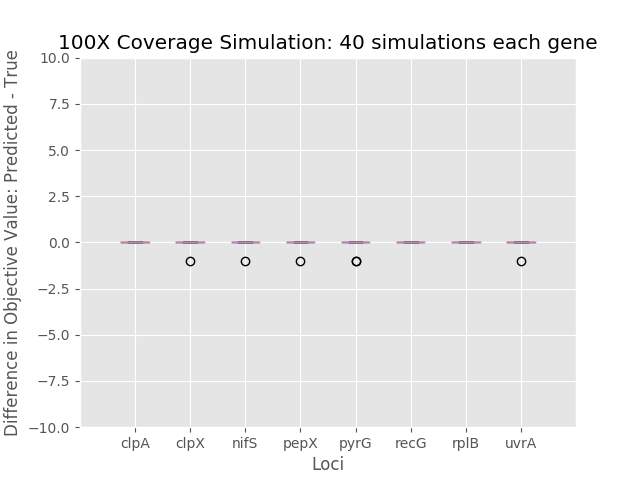 100X Coverage Simulation: 40 simulations each gene
Difference in Objective Value: Predicted - True
10.0
7.5
5.0
2.5
0.0
−2.5
−5.0
−7.5
−10.0
clpA clpX nifS pepX pyrG recG rplB uvrA
Loci